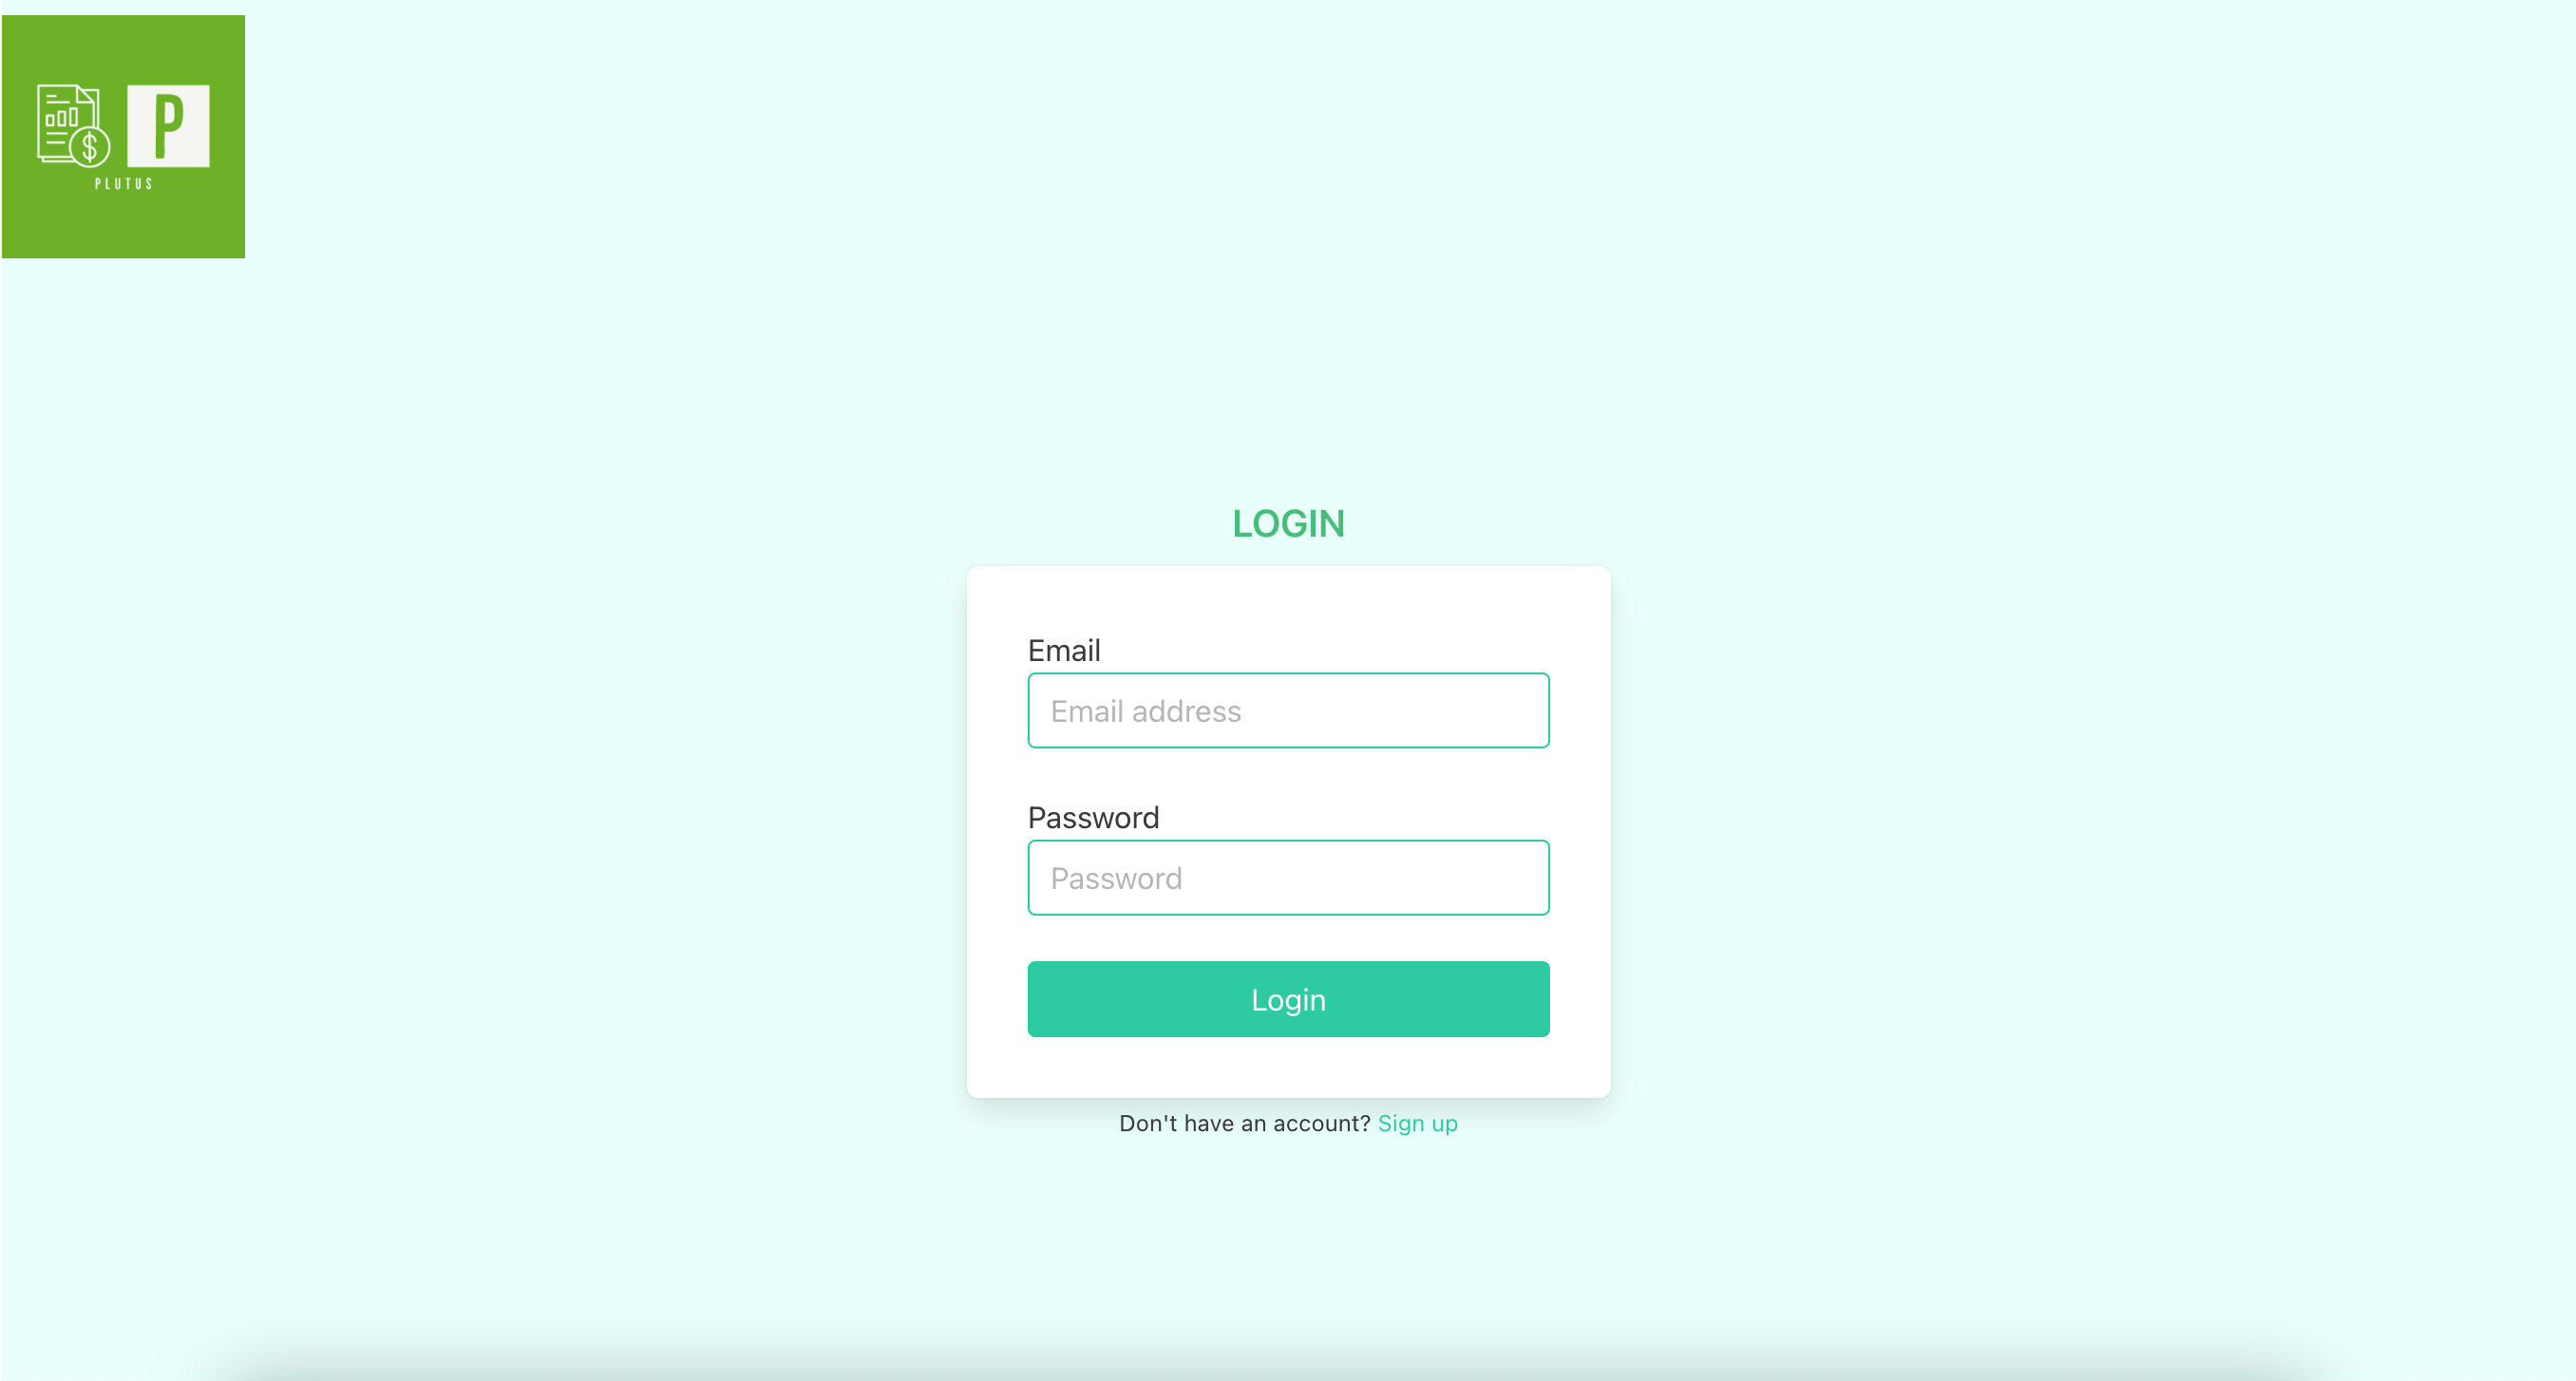 $ P
PLUTUS
LOGIN
Email
Email address
Password
Password
Login
Don't have an account? Sign up